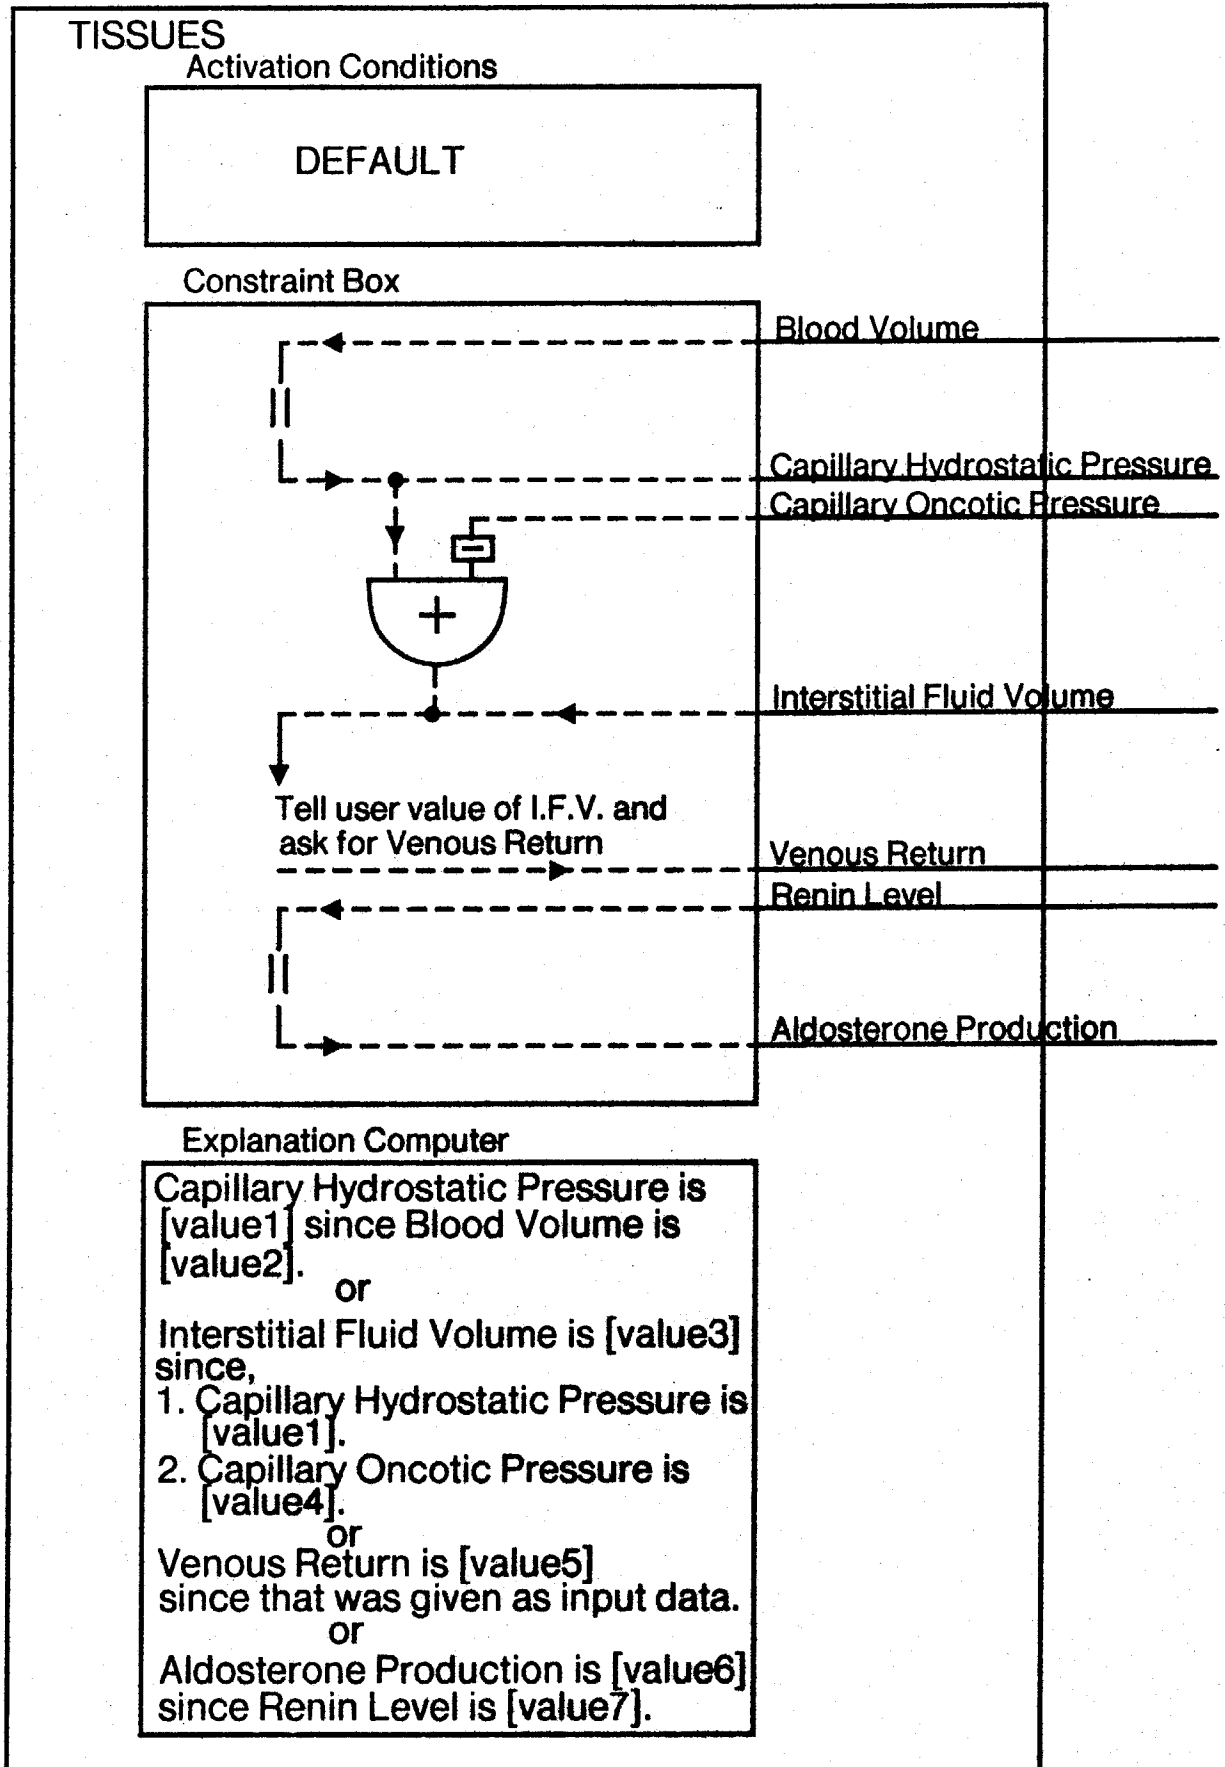 TISSUES
Activation Conditions
DEFAULT
Constraint Box
Blood Volume
||
Capillary Hydrostatic Pressure
Capillary Oncotic Pressure
−
+
Interstitial Fluid Volume
Tell user value of I.F.V. and
ask for Venous Return
Venous Return
Renin Level
||
Aldosterone Production
Explanation Computer
Capillary Hydrostatic Pressure is
[value1] since Blood Volume is
[value2].
or
Interstitial Fluid Volume is [value3]
since,
1. Capillary Hydrostatic Pressure is
[value1].
2. Capillary Oncotic Pressure is
[value4].
or
Venous Return is [value5]
since that was given as input data.
or
Aldosterone Production is [value6]
since Renin Level is [value7].